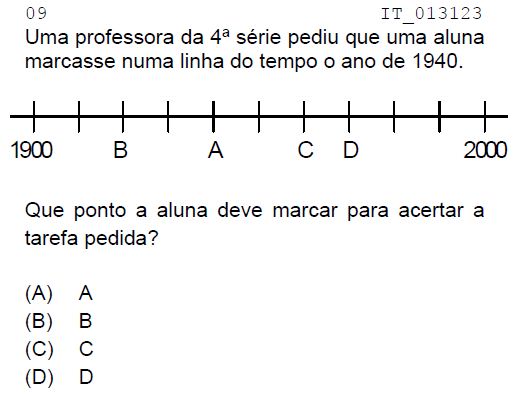 09 IT_013123
Uma professora da 4ª série pediu que uma aluna
marcasse numa linha do tempo o ano de 1940.
1900 B A C D 2000
Que ponto a aluna deve marcar para acertar a
tarefa pedida?
(A) A
(B) B
(C) C
(D) D